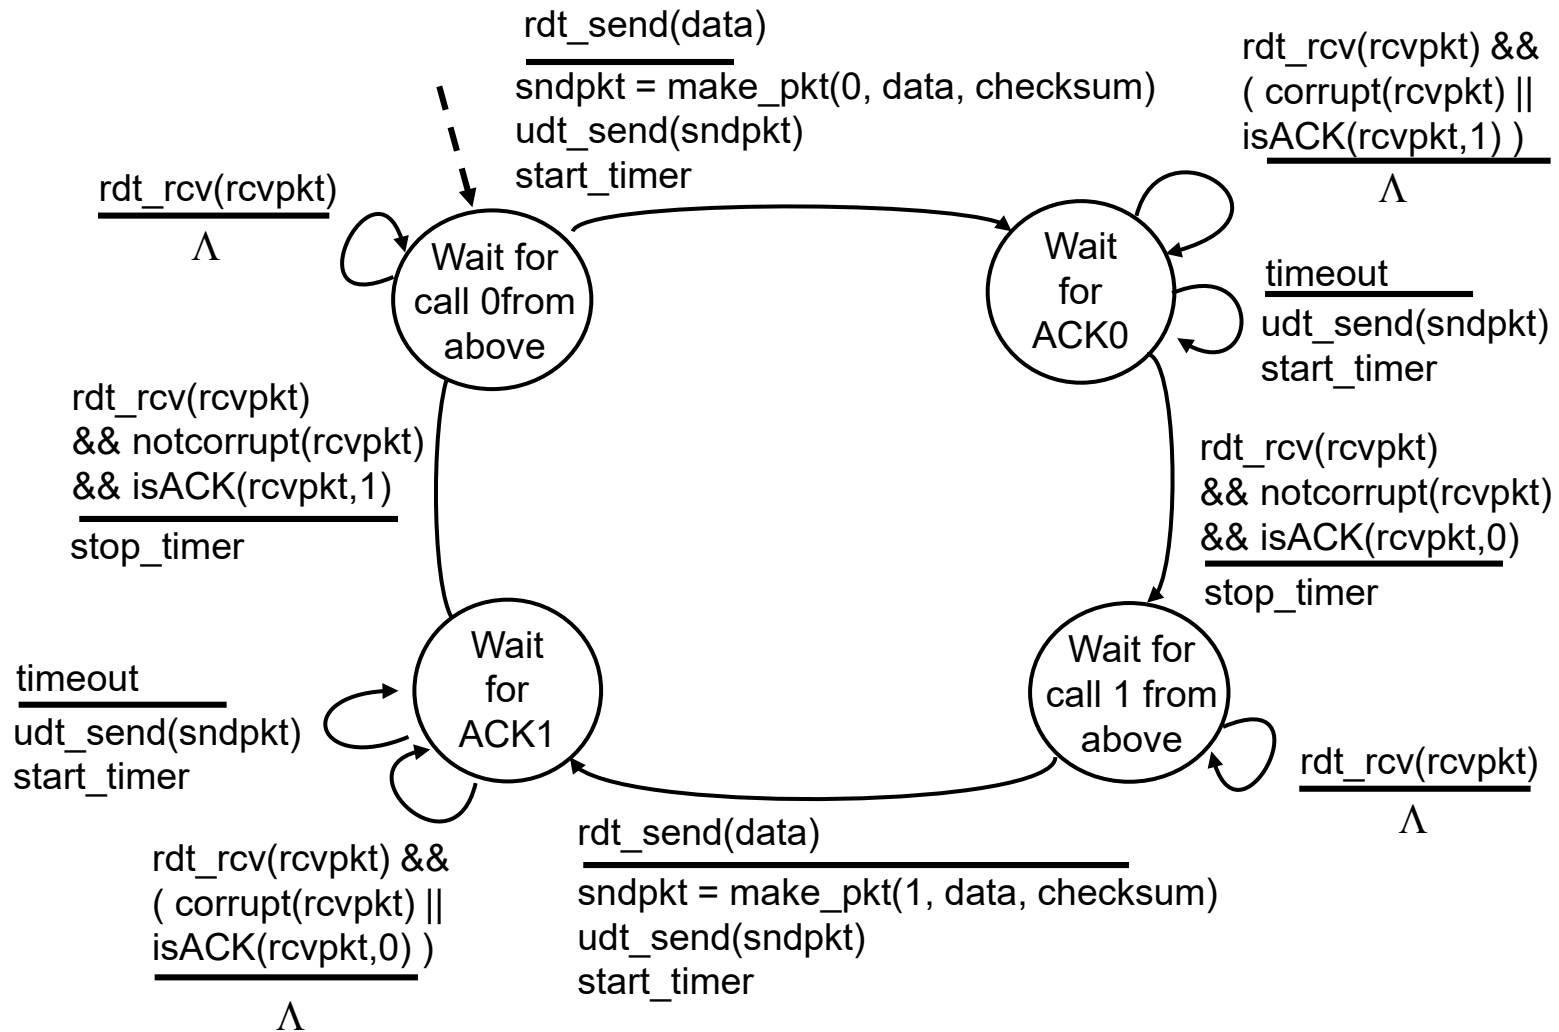 rdt_send(data)
sndpkt = make_pkt(0, data, checksum)
udt_send(sndpkt)
start_timer
rdt_rcv(rcvpkt) &&
( corrupt(rcvpkt) ||
isACK(rcvpkt,1) )
Λ
rdt_rcv(rcvpkt)
Λ
Wait for
call 0from
above
Wait
for
ACK0
timeout
udt_send(sndpkt)
start_timer
rdt_rcv(rcvpkt)
&& notcorrupt(rcvpkt)
&& isACK(rcvpkt,1)
stop_timer
rdt_rcv(rcvpkt)
&& notcorrupt(rcvpkt)
&& isACK(rcvpkt,0)
stop_timer
Wait
for
ACK1
Wait for
call 1 from
above
timeout
udt_send(sndpkt)
start_timer
rdt_rcv(rcvpkt)
Λ
rdt_rcv(rcvpkt) &&
( corrupt(rcvpkt) ||
isACK(rcvpkt,0) )
Λ
rdt_send(data)
sndpkt = make_pkt(1, data, checksum)
udt_send(sndpkt)
start_timer